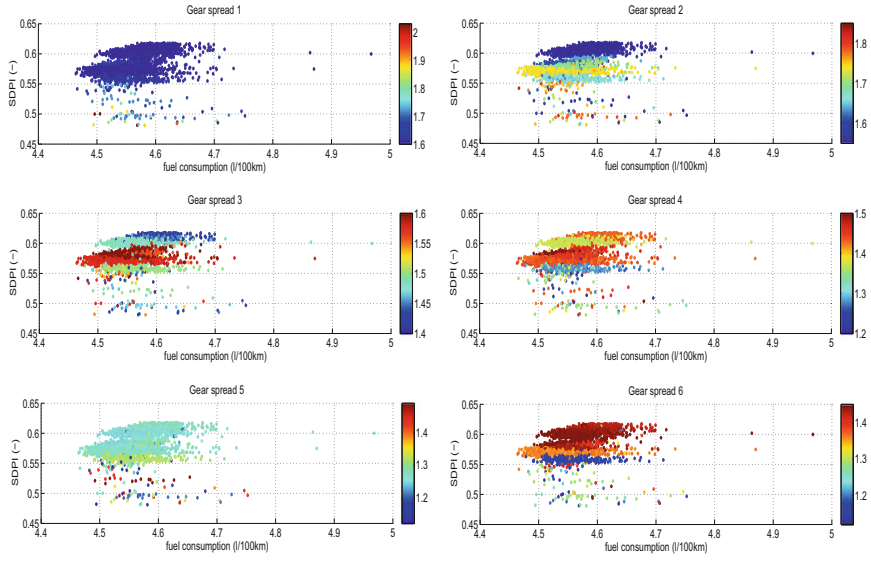 Gear spread 1
SDPI (−)
0.65
0.6
0.55
0.5
0.45
4.4 4.5 4.6 4.7 4.8 4.9 5
fuel consumption (l/100km)
2
1.9
1.8
1.7
1.6
Gear spread 2
SDPI (−)
0.65
0.6
0.55
0.5
0.45
4.4 4.5 4.6 4.7 4.8 4.9 5
fuel consumption (l/100km)
1.8
1.7
1.6
Gear spread 3
SDPI (−)
0.65
0.6
0.55
0.5
0.45
4.4 4.5 4.6 4.7 4.8 4.9 5
fuel consumption (l/100km)
1.6
1.55
1.5
1.45
1.4
Gear spread 4
SDPI (−)
0.65
0.6
0.55
0.5
0.45
4.4 4.5 4.6 4.7 4.8 4.9 5
fuel consumption (l/100km)
1.5
1.4
1.3
1.2
Gear spread 5
SDPI (−)
0.65
0.6
0.55
0.5
0.45
4.4 4.5 4.6 4.7 4.8 4.9 5
fuel consumption (l/100km)
1.4
1.3
1.2
Gear spread 6
SDPI (−)
0.65
0.6
0.55
0.5
0.45
4.4 4.5 4.6 4.7 4.8 4.9 5
fuel consumption (l/100km)
1.4
1.3
1.2